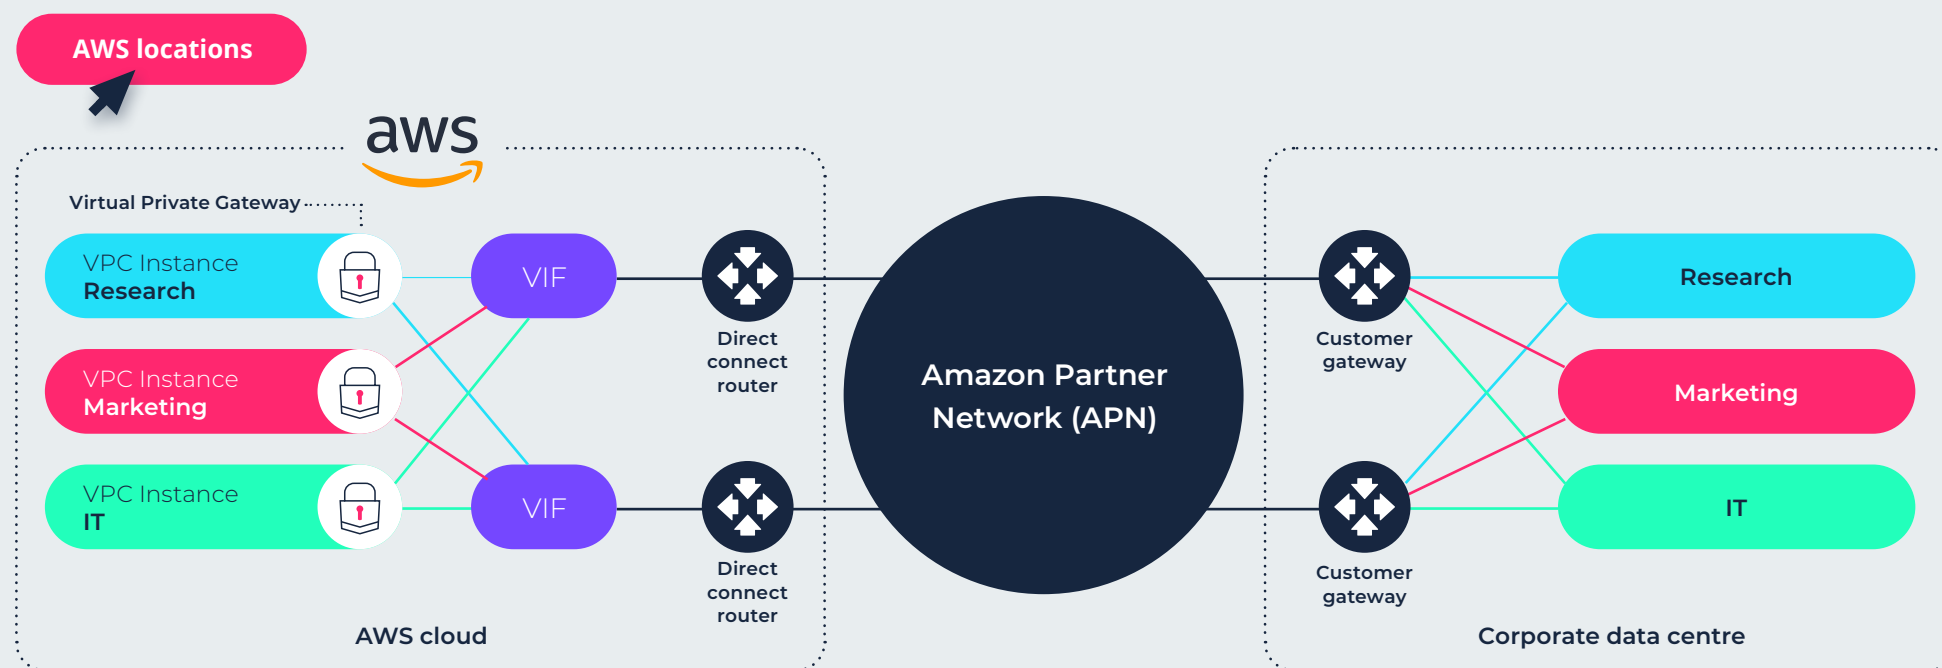 AWS locations
aws
Virtual Private Gateway
VPC Instance
Research
VPC Instance
Marketing
VPC Instance
IT
VIF
VIF
Direct
connect
router
Direct
connect
router
AWS cloud
Amazon Partner
Network (APN)
Customer
gateway
Customer
gateway
Research
Marketing
IT
Corporate data centre